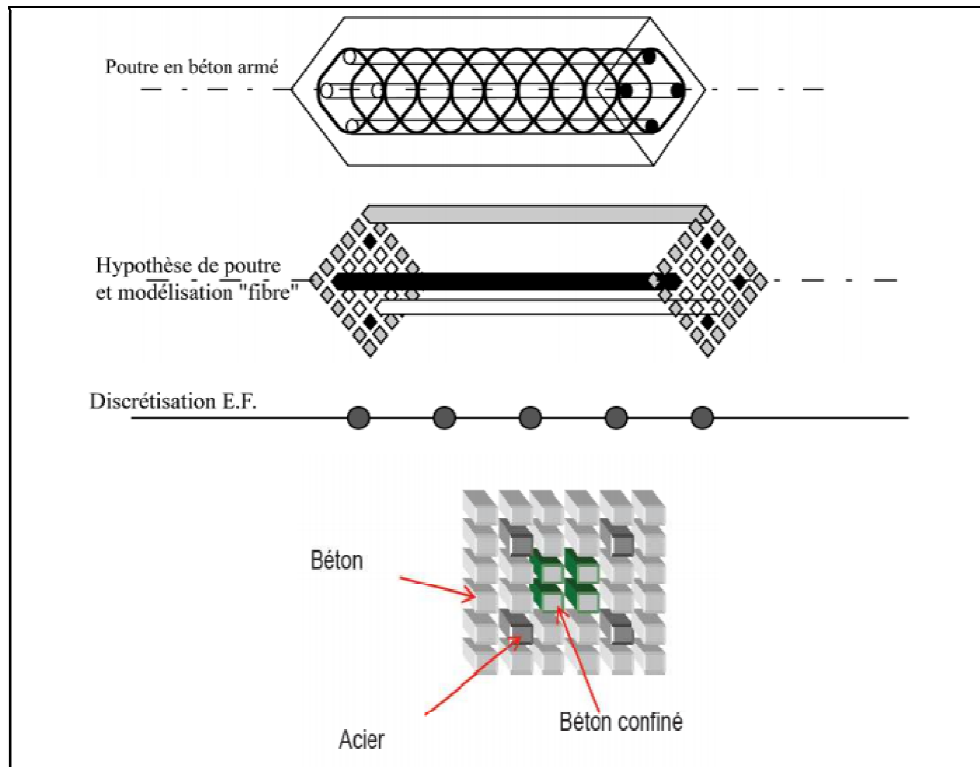 Poutre en béton armé
Hypothèse de poutre
et modélisation "fibre"
Discrétisation E.F.
Béton
Béton confiné
Acier